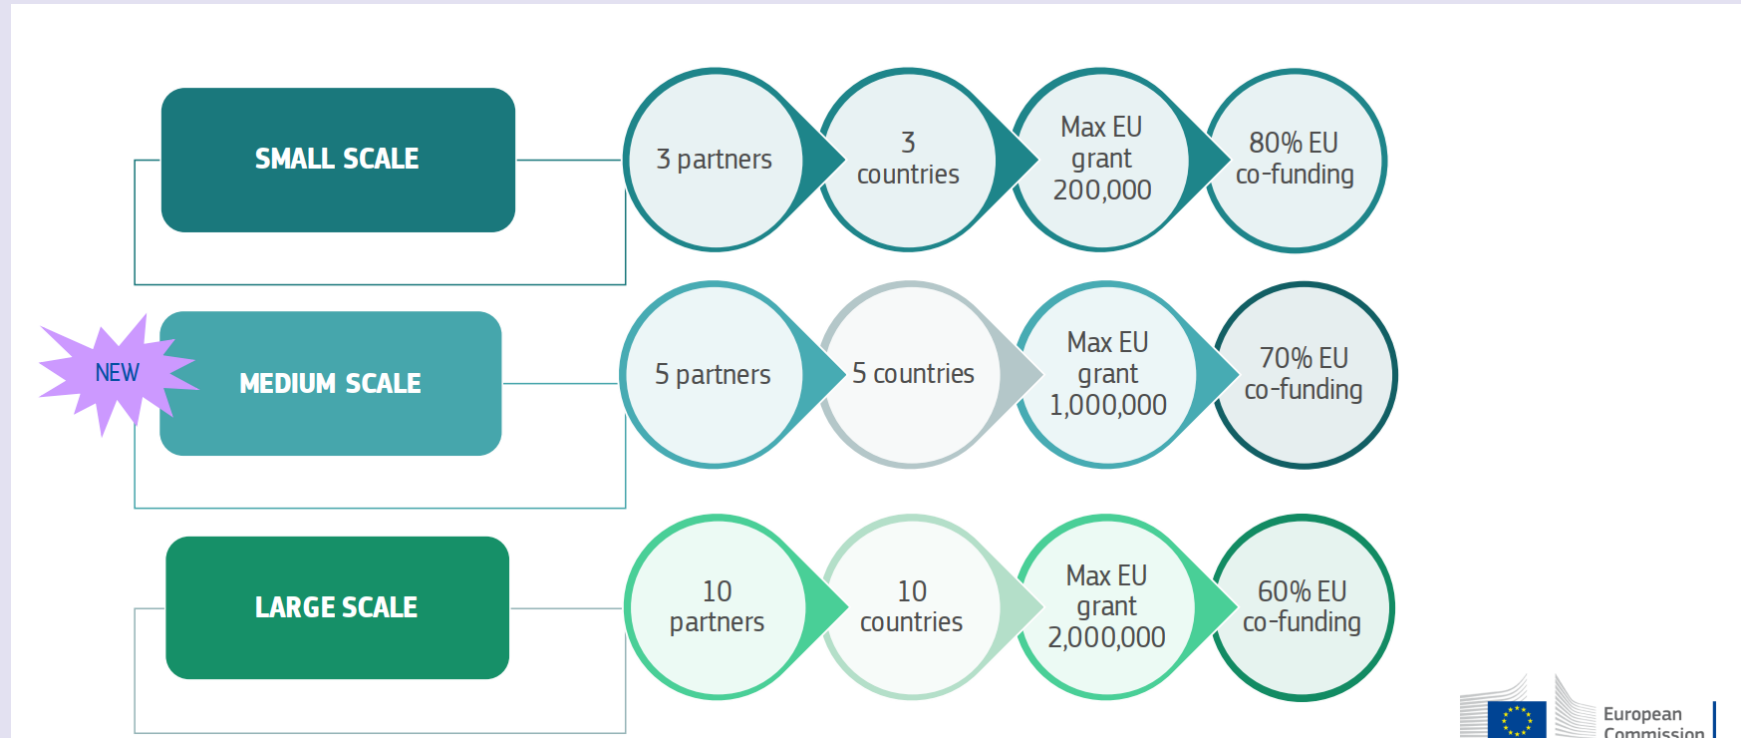 SMALL SCALE
3 partners
3
countries
Max EU
grant
200,000
80% EU
co-funding
NEW
MEDIUM SCALE
5 partners
5 countries
Max EU
grant
1,000,000
70% EU
co-funding
LARGE SCALE
10
partners
10
countries
Max EU
grant
2,000,000
60% EU
co-funding
European
Commission